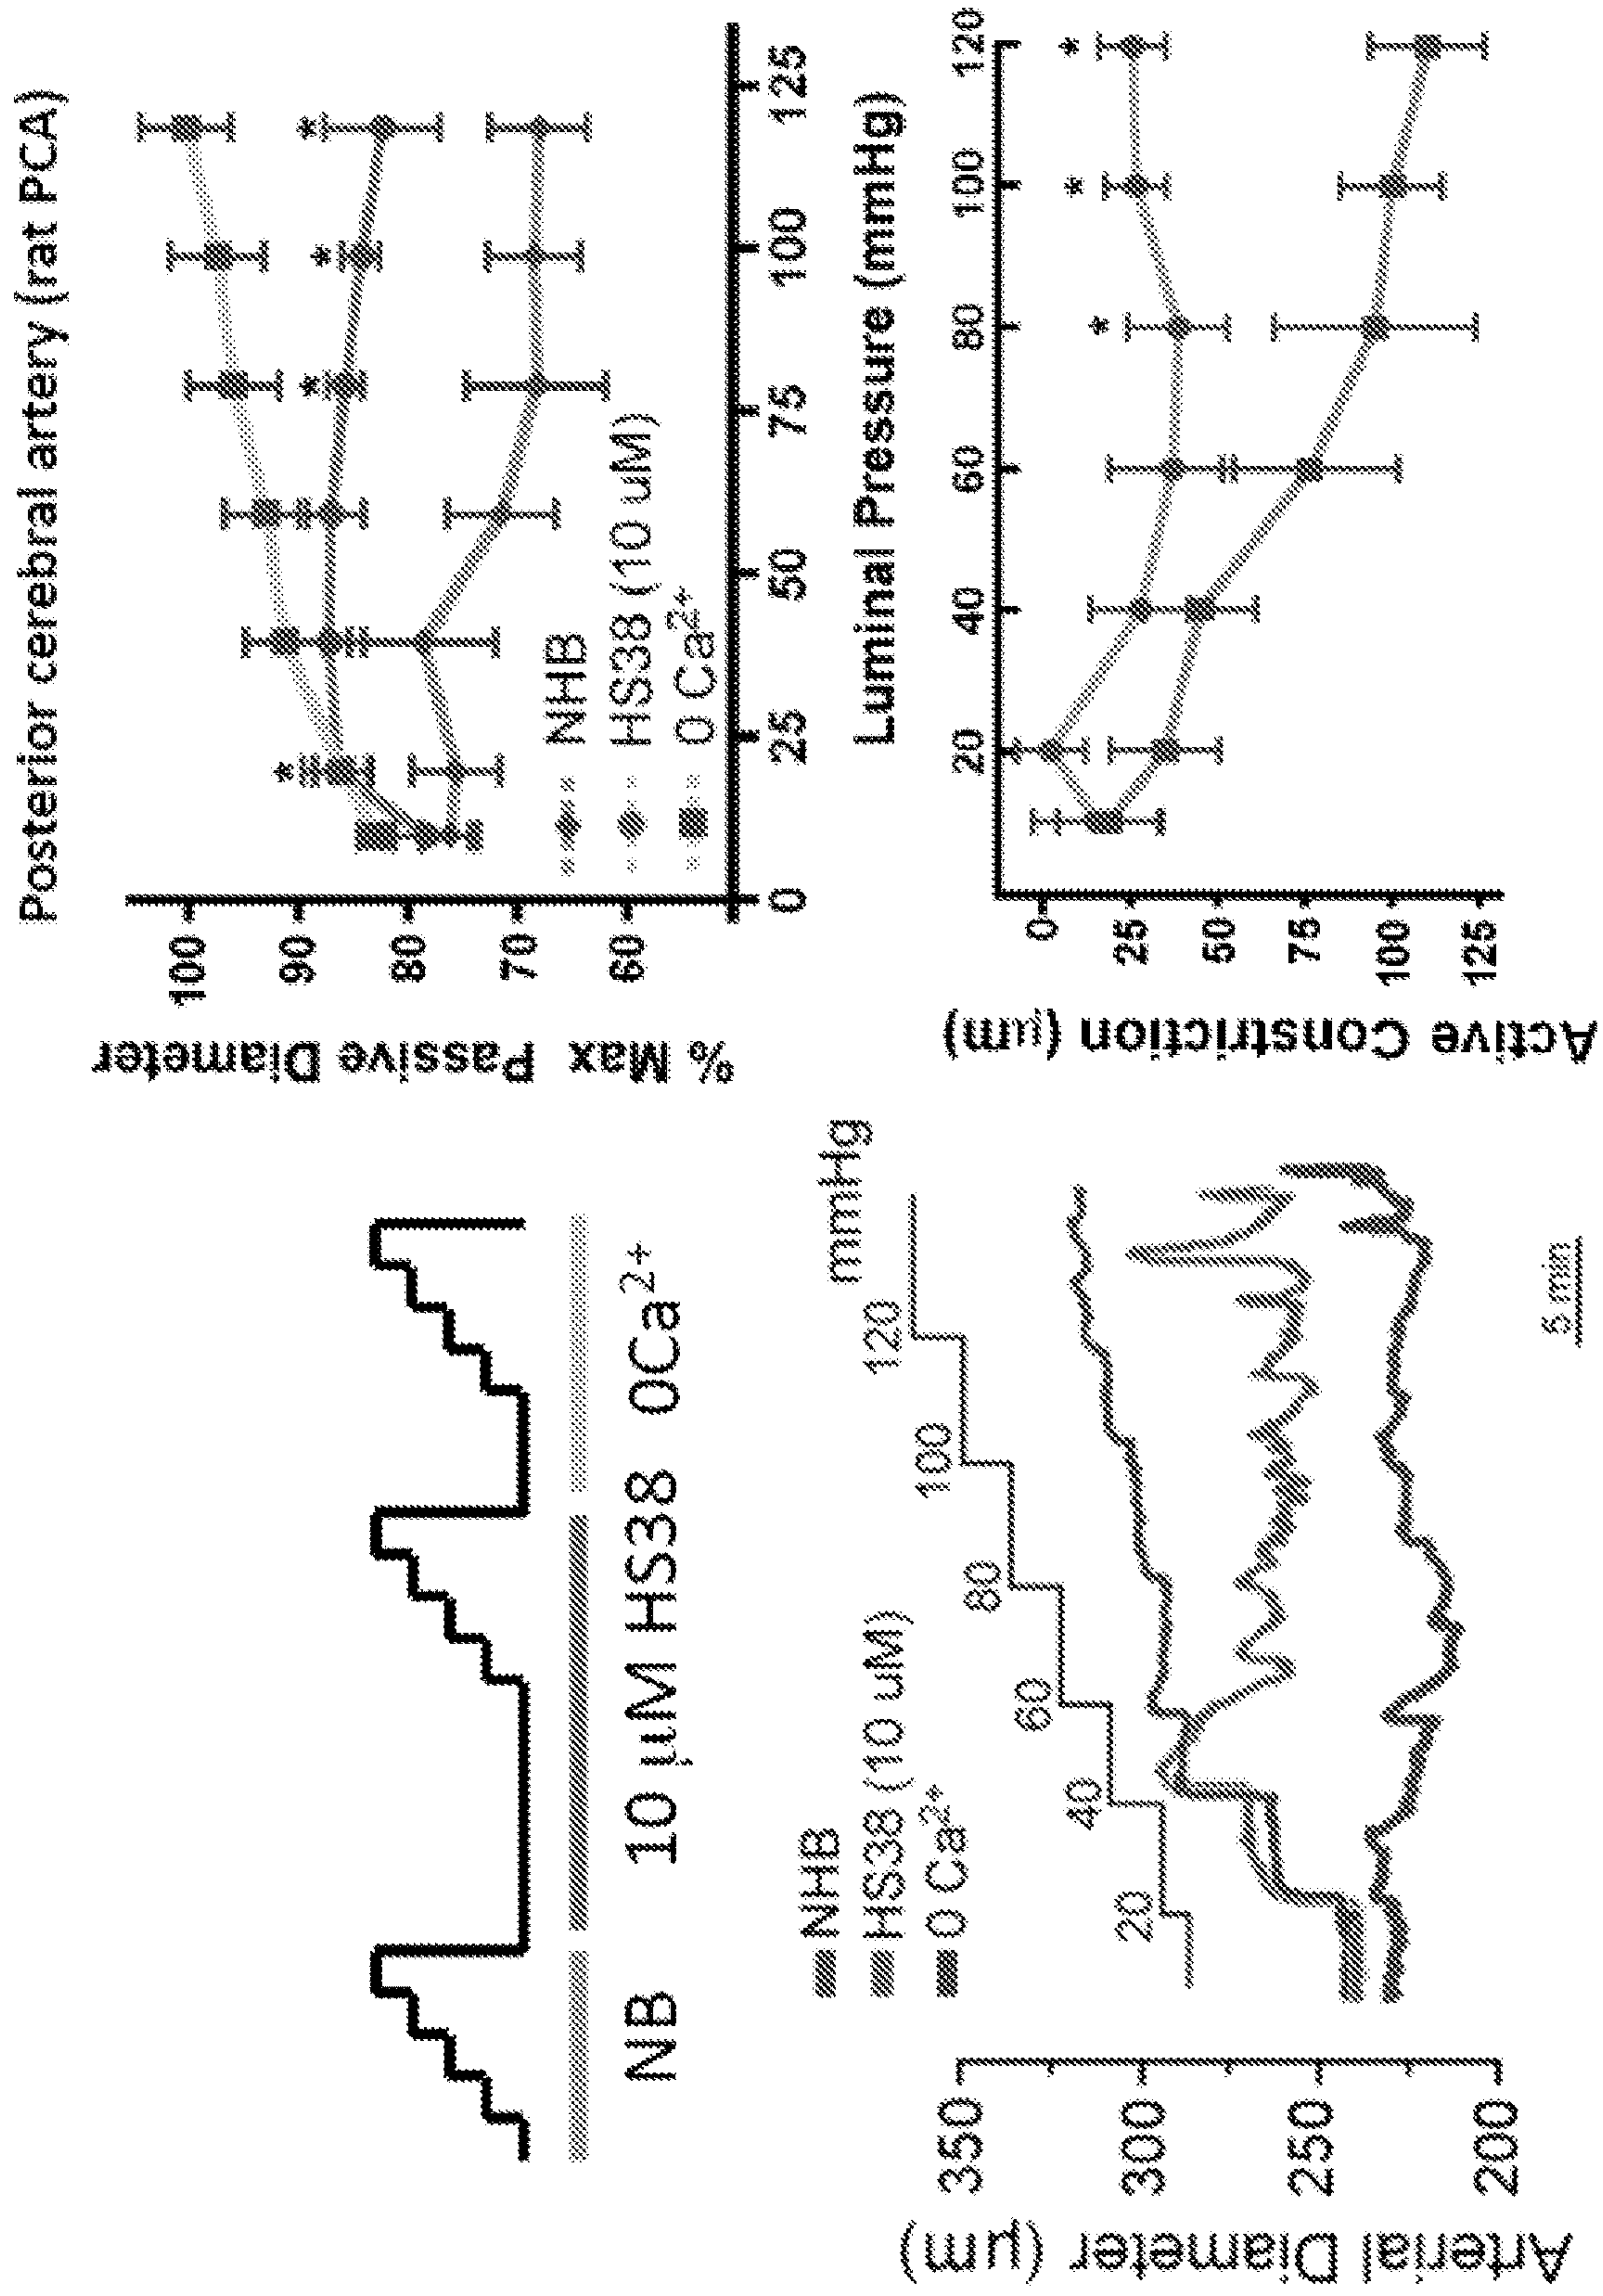 NB 10 µM HS38 0Ca²⁺
Posterior cerebral artery (rat PCA)
% Max Passive Diameter
100
90
80
70
60
0 25 50 75 100 125
NHB
HS38 (10 uM)
0 Ca²⁺
*
*
*
*
NHB
HS38 (10 uM)
0 Ca²⁺
20 40 60 80 100 120
mmHg
Arterial Diameter (µm)
350
300
250
200
5 min
Luminal Pressure (mmHg)
20 40 60 80 100 120
Active Constriction (µm)
0
25
50
75
100
125
* * *